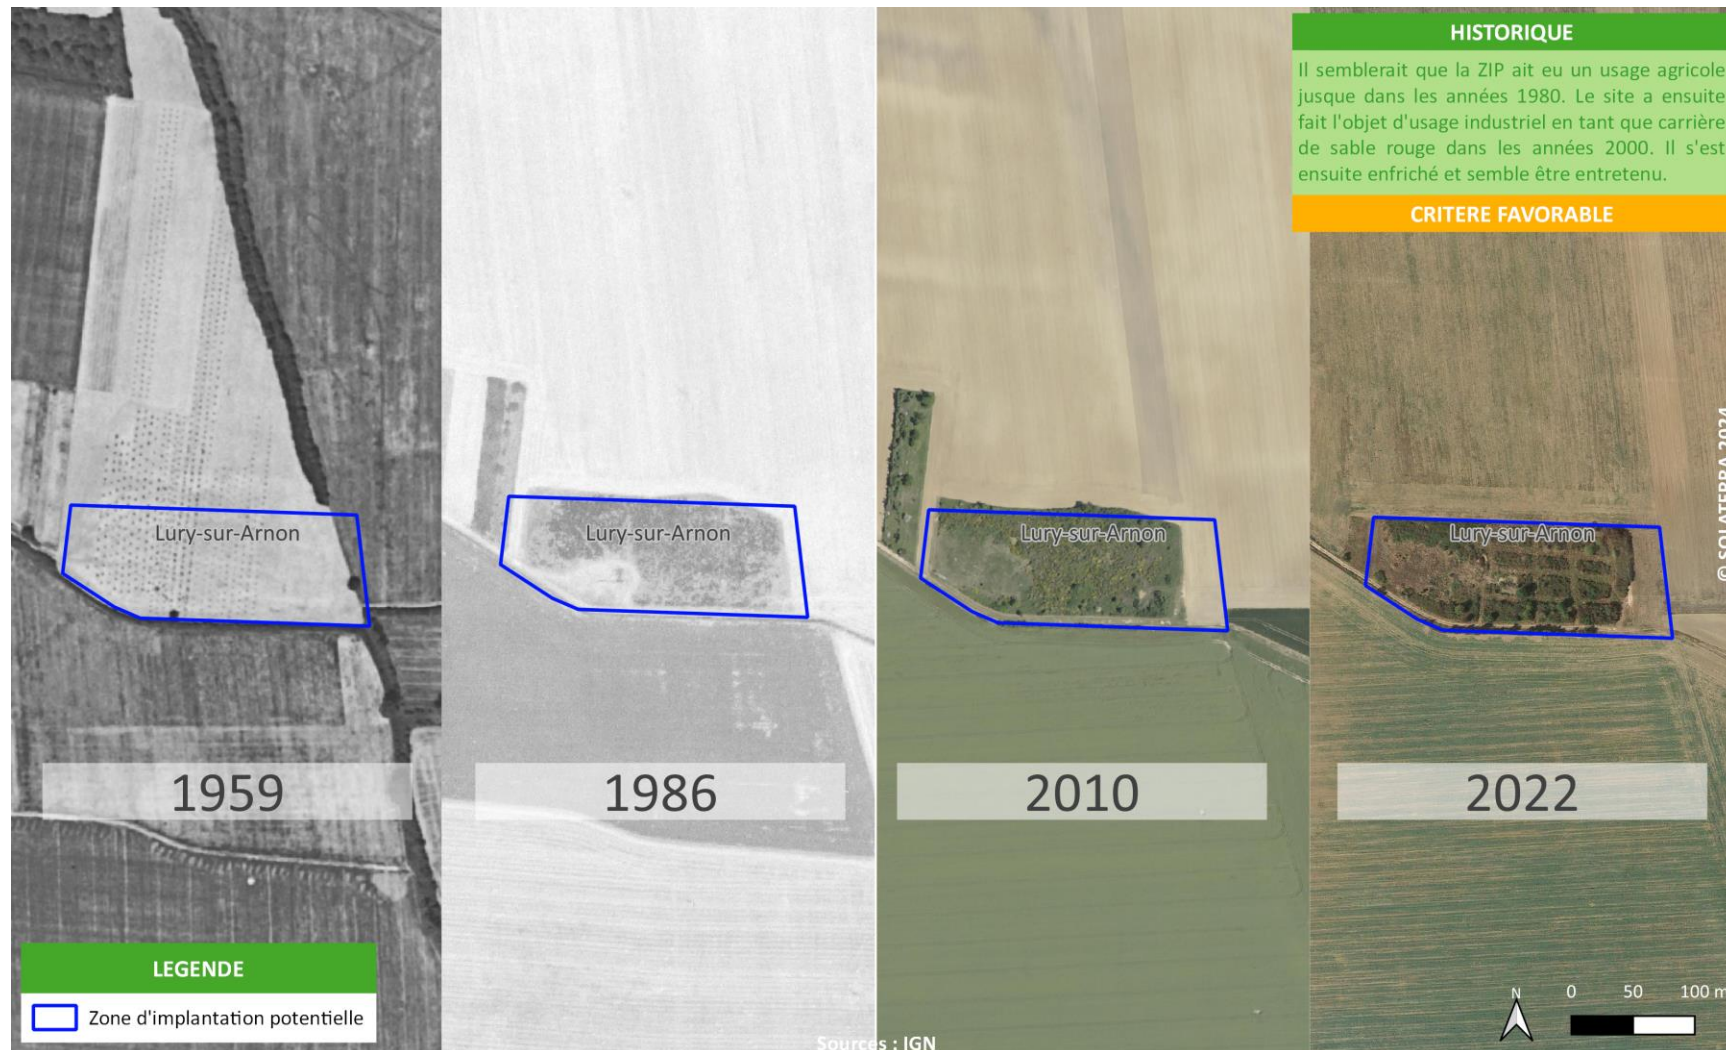 HISTORIQUE
Il semblerait que la ZIP ait eu un usage agricole
jusque dans les années 1980. Le site a ensuite
fait l'objet d'usage industriel en tant que carrière
de sable rouge dans les années 2000. Il s'est
ensuite enfriché et semble être entretenu.
CRITERE FAVORABLE
© SOLATERRA 2024
Lury-sur-Arnon
Lury-sur-Arnon
Lury-sur-Arnon
Lury-sur-Arnon
1959
1986
2010
2022
LEGENDE
Zone d'implantation potentielle
N
0 50 100 m
Sources : IGN